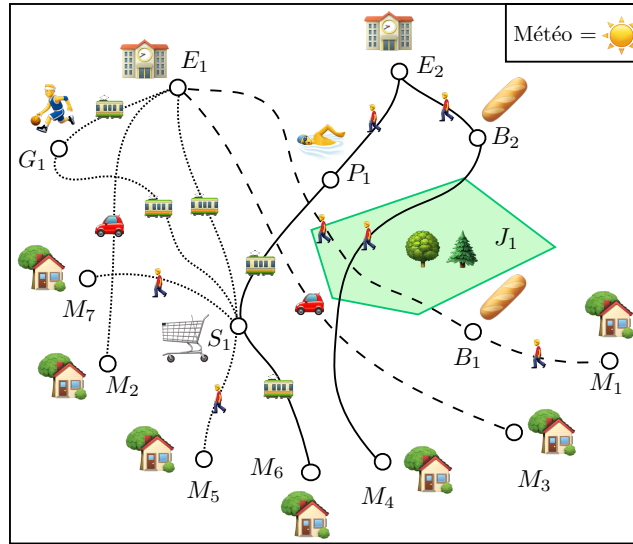 Météo =
E₁
E₂
B₂
G₁
P₁
J₁
M₇
S₁
B₁
M₁
M₂
M₃
M₅
M₆
M₄